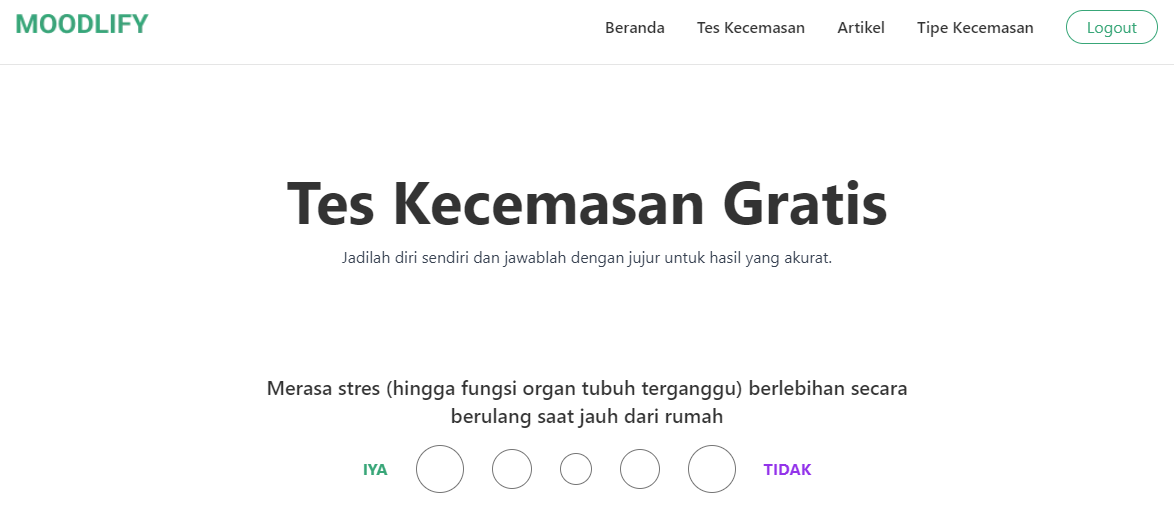 MOODLIFY
Beranda
Tes Kecemasan
Artikel
Tipe Kecemasan
Logout
Tes Kecemasan Gratis
Jadilah diri sendiri dan jawablah dengan jujur untuk hasil yang akurat.
Merasa stres (hingga fungsi organ tubuh terganggu) berlebihan secara
berulang saat jauh dari rumah
IYA
TIDAK